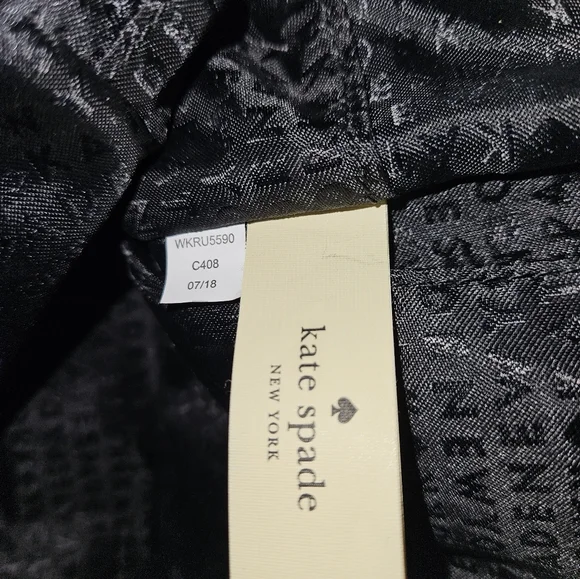 WKRU5590
C408
07/18
kate spade
NEW YORK